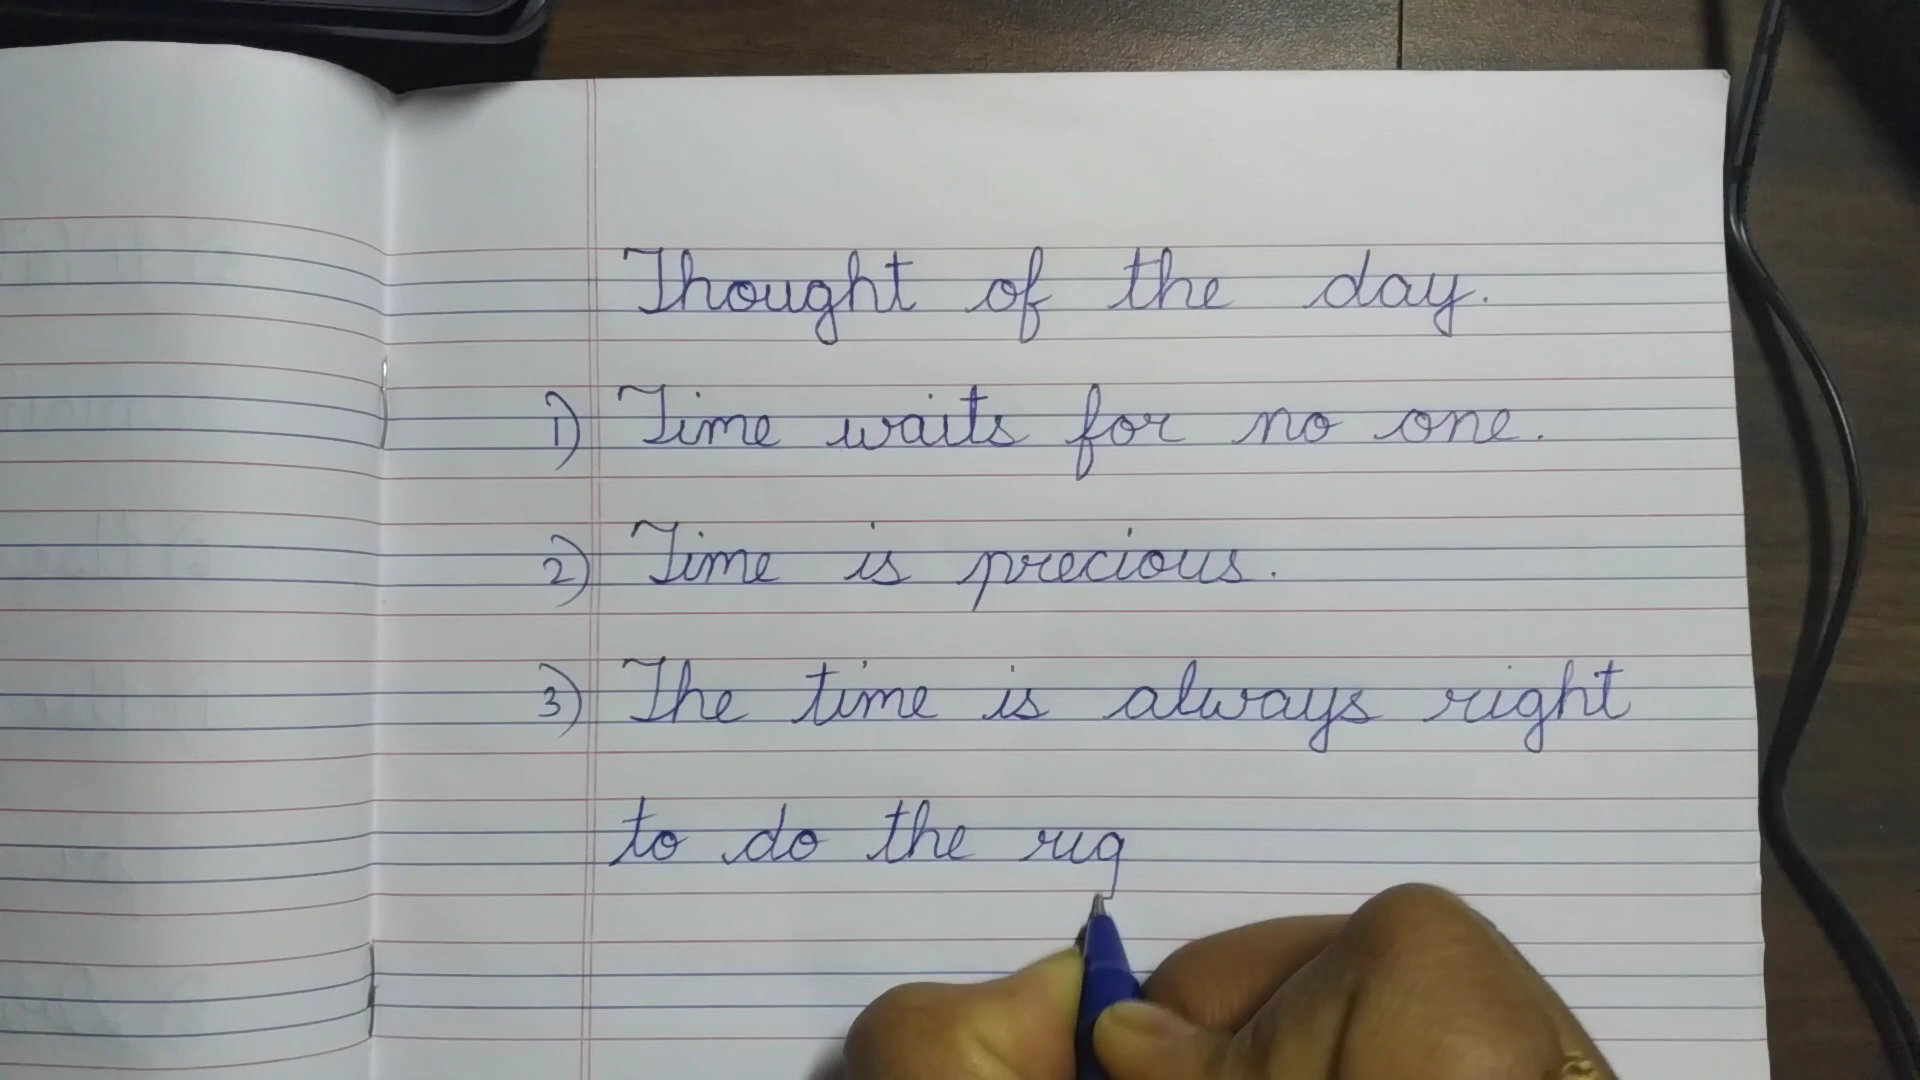 Thought of the day.
1) Time waits for no one.
2) Time is precious.
3) The time is always right
to do the rig